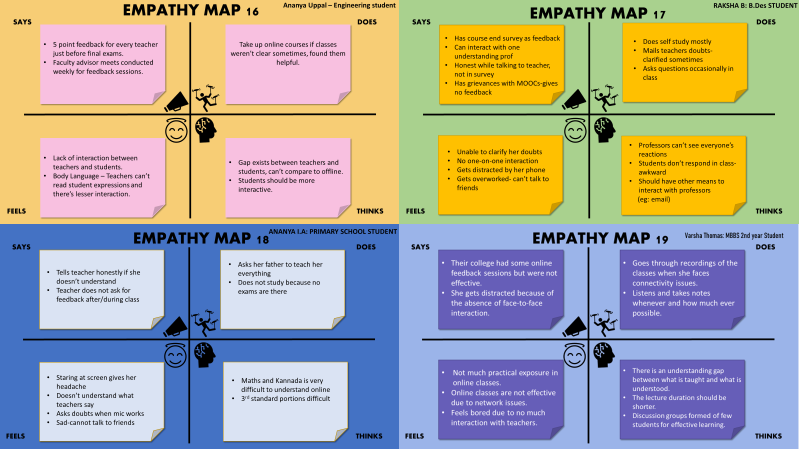 EMPATHY MAP 16
Ananya Uppal – Engineering student
SAYS
DOES
• 5 point feedback for every teacher
just before final exams.
• Faculty advisor meets conducted
weekly for feedback sessions.
Take up online courses if classes
weren't clear sometimes, found them
helpful.
• Lack of interaction between
teachers and students.
• Body Language – Teachers can't
read student expressions and
there's lesser interaction.
• Gap exists between teachers and
students, can't compare to offline.
• Students should be more
interactive.
FEELS
THINKS
EMPATHY MAP 17
RAKSHA B: B.Des STUDENT
SAYS
DOES
• Has course end survey as feedback
• Can interact with one
understanding prof
• Honest while talking to teacher,
not in survey
• Has grievances with MOOCs-gives
no feedback
• Does self study mostly
• Mails teachers doubts-
clarified sometimes
• Asks questions occasionally in
class
• Unable to clarify her doubts
• No one-on-one interaction
• Gets distracted by her phone
• Gets overworked- can't talk to
friends
• Professors can't see everyone's
reactions
• Students don't respond in class-
awkward
• Should have other means to
interact with professors
(eg: email)
FEELS
THINKS
EMPATHY MAP 18
ANANYA I.A: PRIMARY SCHOOL STUDENT
SAYS
DOES
• Tells teacher honestly if she
doesn't understand
• Teacher does not ask for
feedback after/during class
• Asks her father to teach her
everything
• Does not study because no
exams are there
• Staring at screen gives her
headache
• Doesn't understand what
teachers say
• Asks doubts when mic works
• Sad-cannot talk to friends
• Maths and Kannada is very
difficult to understand online
• 3rd standard portions difficult
FEELS
THINKS
EMPATHY MAP 19
Varsha Thomas: MBBS 2nd year Student
SAYS
DOES
• Their college had some online
feedback sessions but were not
effective.
• She gets distracted because of
the absence of face-to-face
interaction.
• Goes through recordings of the
classes when she faces
connectivity issues.
• Listens and takes notes
whenever and how much ever
possible.
• Not much practical exposure in
online classes.
• Online classes are not effective
due to network issues.
• Feels bored due to no much
interaction with teachers.
• There is an understanding gap
between what is taught and what is
understood.
• The lecture duration should be
shorter.
• Discussion groups formed of few
students for effective learning.
FEELS
THINKS